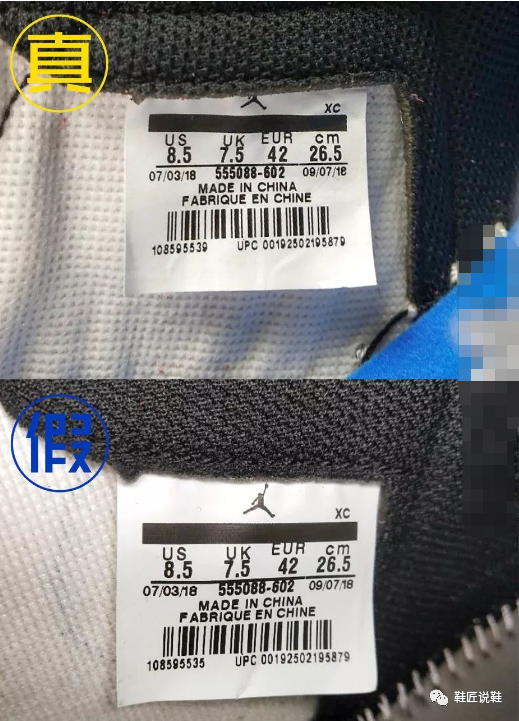 真
XC
US UK EUR cm
8.5 7.5 42 26.5
07/03/18 555088-602 09/07/18
MADE IN CHINA
FABRIQUE EN CHINE
108595539 UPC 00192502195879
假
XC
US UK EUR cm
8.5 7.5 42 26.5
07/03/18 555088-602 09/07/18
MADE IN CHINA
FABRIQUE EN CHINE
108595535 UPC 00192502195879
鞋匠说鞋